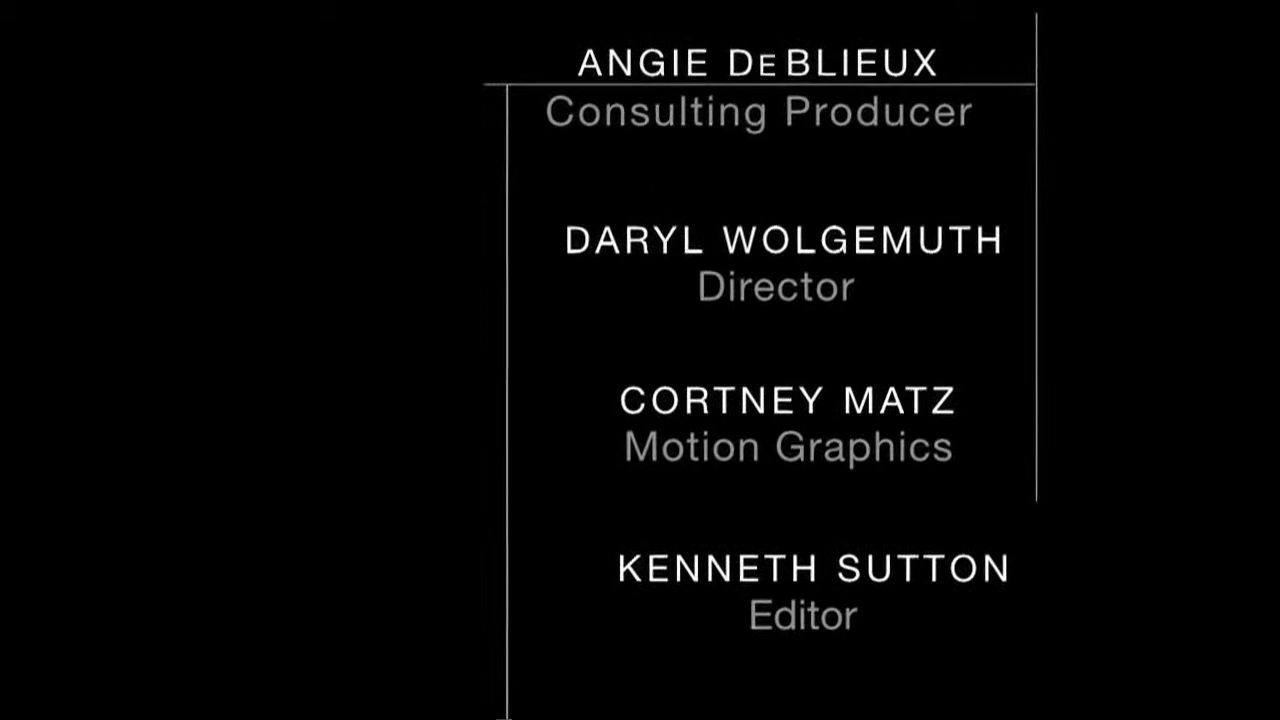 ANGIE DeBLIEUX
Consulting Producer
DARYL WOLGEMUTH
Director
CORTNEY MATZ
Motion Graphics
KENNETH SUTTON
Editor